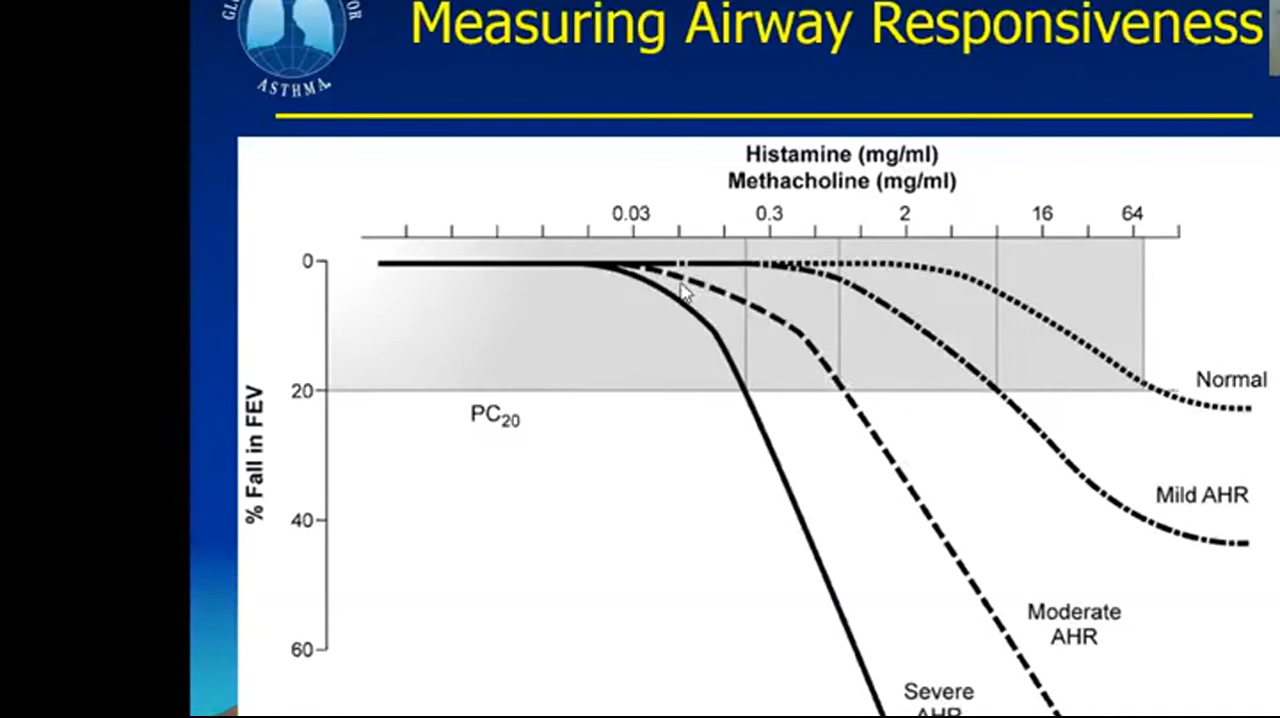 Measuring Airway Responsiveness
ASTHMA
Histamine (mg/ml)
Methacholine (mg/ml)
0.03 0.3 2 16 64
0
20
40
60
% Fall in FEV
PC20
Normal
Mild AHR
Moderate
AHR
Severe
AHR